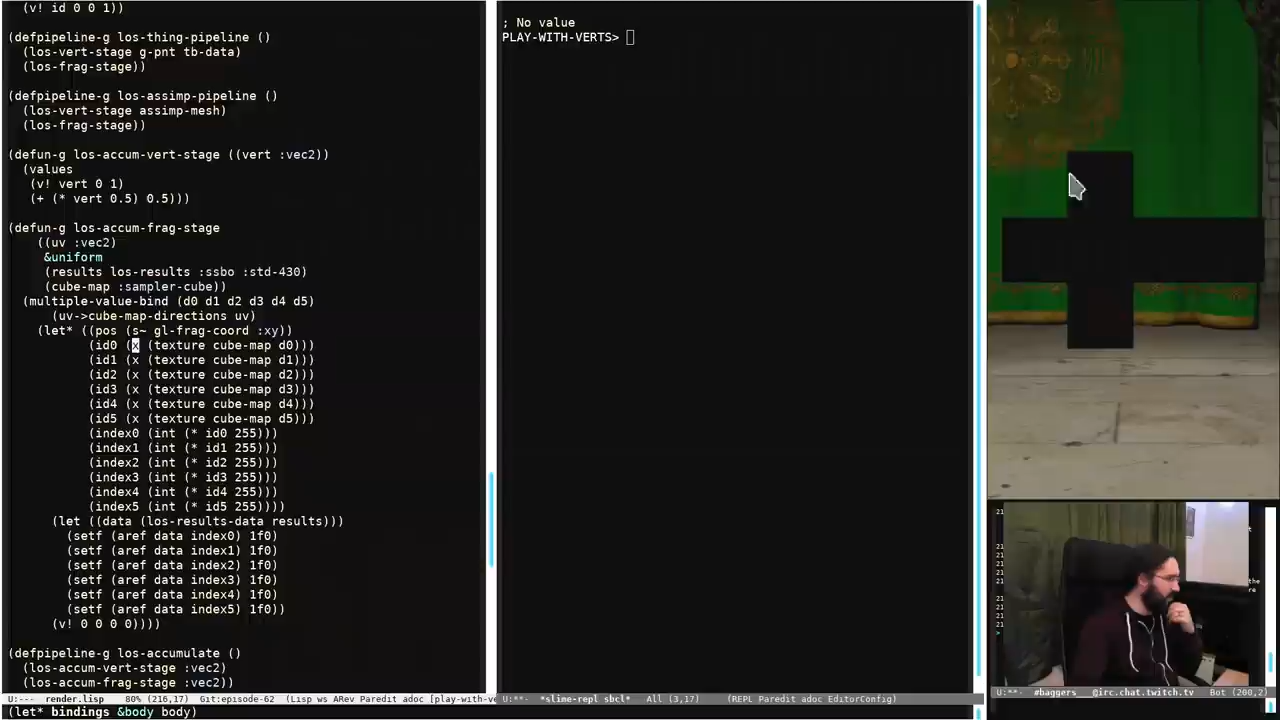 (v! id 0 0 1))
(defpipeline-g los-thing-pipeline ()
(los-vert-stage g-pnt tb-data)
(los-frag-stage))
(defpipeline-g los-assimp-pipeline ()
(los-vert-stage assimp-mesh)
(los-frag-stage))
(defun-g los-accum-vert-stage ((vert :vec2))
(values
(v! vert 0 1)
(+ (* vert 0.5) 0.5)))
(defun-g los-accum-frag-stage
((uv :vec2)
&uniform
(results los-results :ssbo :std-430)
(cube-map :sampler-cube))
(multiple-value-bind (d0 d1 d2 d3 d4 d5)
(uv->cube-map-directions uv)
(let* ((pos (s~ gl-frag-coord :xy))
(id0 (x (texture cube-map d0)))
(id1 (x (texture cube-map d1)))
(id2 (x (texture cube-map d2)))
(id3 (x (texture cube-map d3)))
(id4 (x (texture cube-map d4)))
(id5 (x (texture cube-map d5)))
(index0 (int (* id0 255)))
(index1 (int (* id1 255)))
(index2 (int (* id2 255)))
(index3 (int (* id3 255)))
(index4 (int (* id4 255)))
(index5 (int (* id5 255))))
(let ((data (los-results-data results)))
(setf (aref data index0) 1f0)
(setf (aref data index1) 1f0)
(setf (aref data index2) 1f0)
(setf (aref data index3) 1f0)
(setf (aref data index4) 1f0)
(setf (aref data index5) 1f0))
(v! 0 0 0 0))))
(defpipeline-g los-accumulate ()
(los-accum-vert-stage :vec2)
(los-accum-frag-stage :vec2))
U:--- render.lisp 80% (216,17) Git:episode-62 (Lisp ws ARev Paredit adoc [play-with-ve
(let* bindings &body body)
; No value
PLAY-WITH-VERTS>
U:**- *slime-repl sbcl* All (3,17) (REPL Paredit adoc EditorConfig)
U:**- #baggers @irc.chat.twitch.tv Bot (200,2)